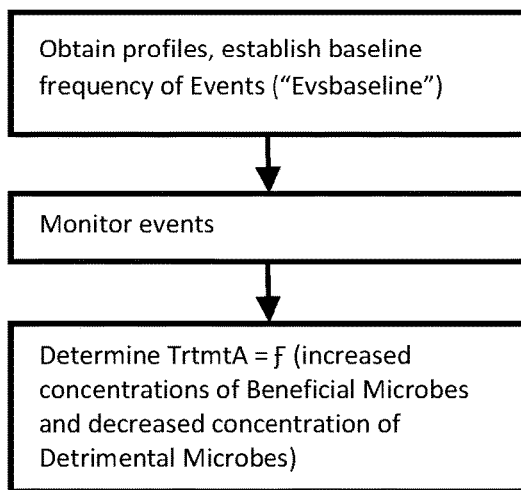 Obtain profiles, establish baseline
frequency of Events (“Evsbaseline”)
Monitor events
Determine TrtmtA = ƒ (increased
concentrations of Beneficial Microbes
and decreased concentration of
Detrimental Microbes)